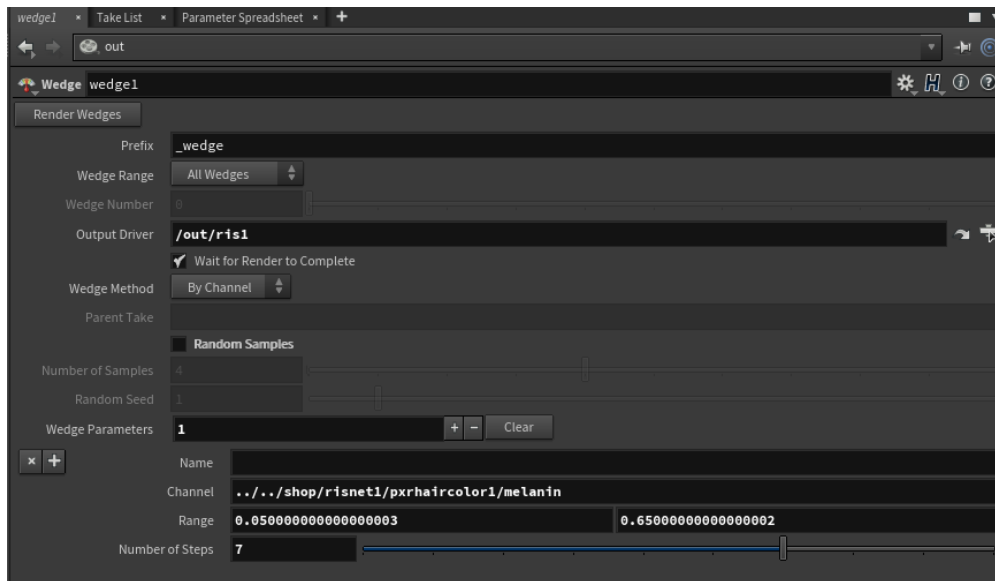 wedge1 × Take List × Parameter Spreadsheet × +
out
Wedge wedge1
Render Wedges
Prefix _wedge
Wedge Range All Wedges
Wedge Number 0
Output Driver /out/ris1
Wait for Render to Complete
Wedge Method By Channel
Parent Take
Random Samples
Number of Samples 4
Random Seed 1
Wedge Parameters 1 + - Clear
× + Name
Channel ../../shop/risnet1/pxrhaircolor1/melanin
Range 0.050000000000000003 0.65000000000000002
Number of Steps 7